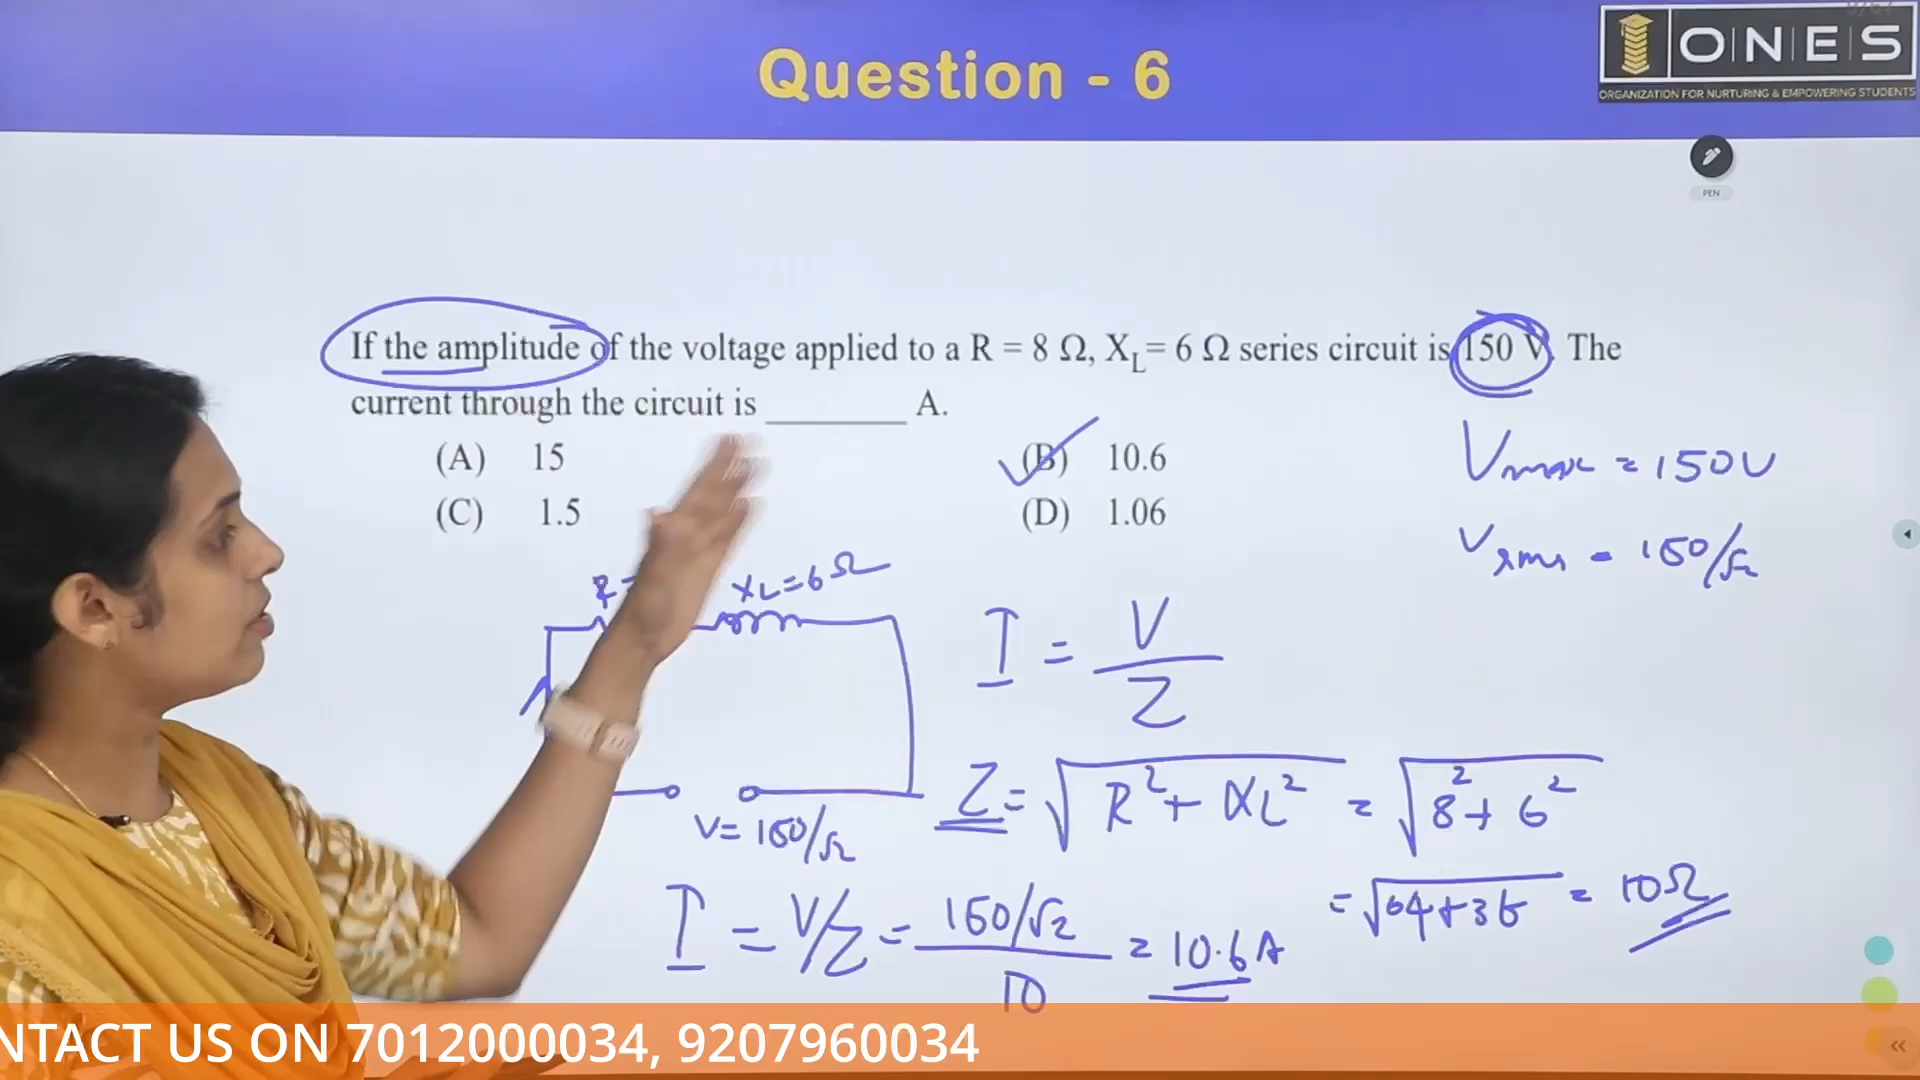 Question - 6
ONES
ORGANIZATION FOR NURTURING & EMPOWERING STUDENTS
PEN
If the amplitude of the voltage applied to a R = 8 Ω, X_L = 6 Ω series circuit is 150 V. The
current through the circuit is ________ A.
(A) 15
(B) 10.6
(C) 1.5
(D) 1.06
Vmax = 150V
Vrms = 150/√2
XL=6Ω
I = V/Z
Z = √R²+XL² = √8²+6²
= √64+36 = 10Ω
V= 150/√2
I = V/Z = 150/√2 / 10 = 10.6A
NTACT US ON 7012000034, 9207960034